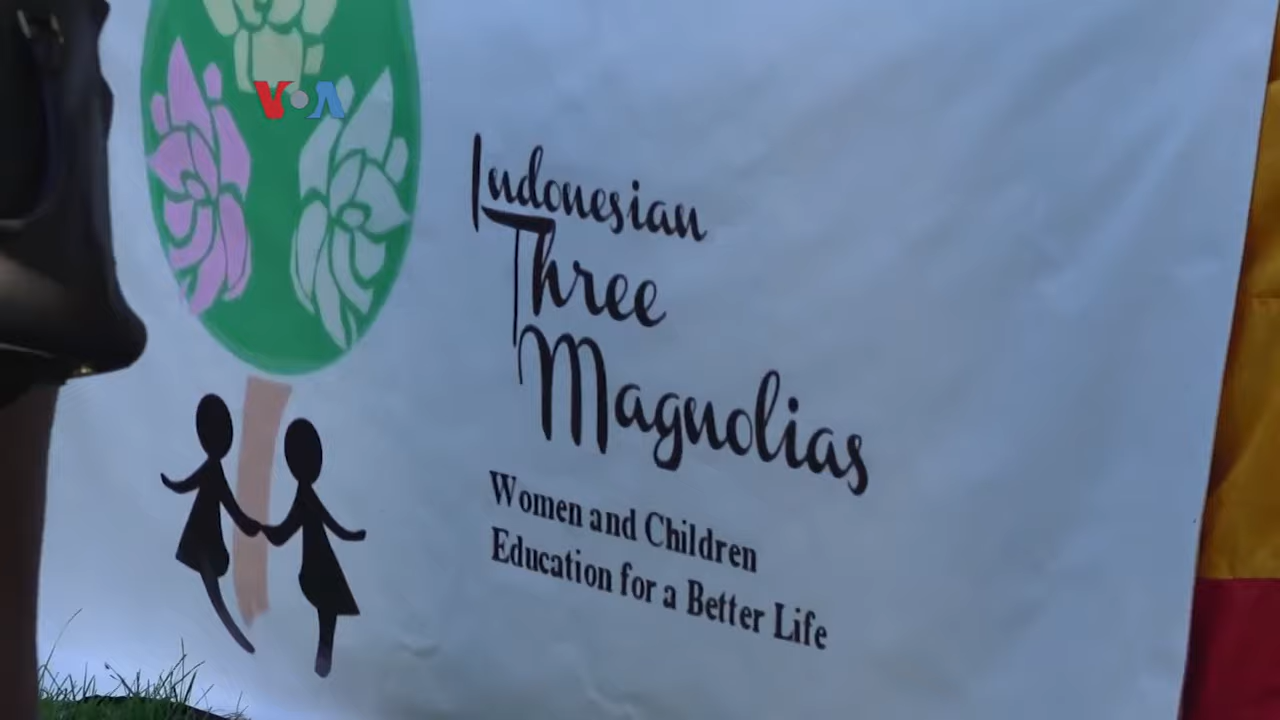 VOA
Indonesian
Three
Magnolias
Women and Children
Education for a Better Life